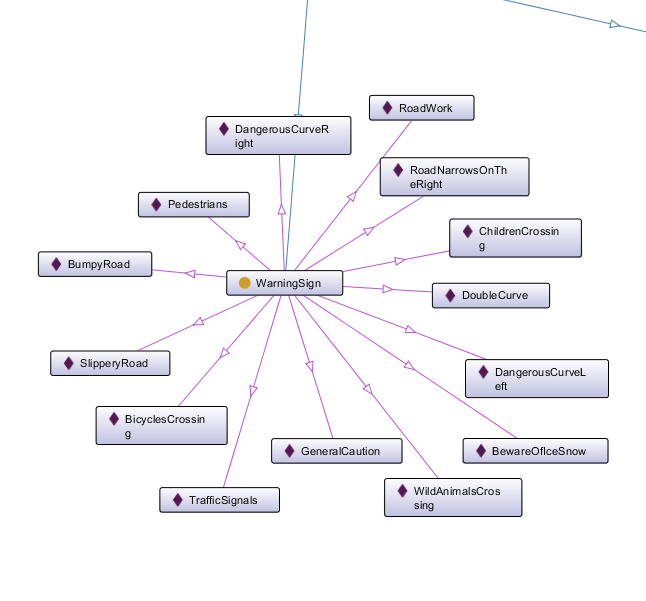 RoadWork
DangerousCurveR
ight
RoadNarrowsOnTh
eRight
Pedestrians
ChildrenCrossin
g
BumpyRoad
WarningSign
DoubleCurve
SlipperyRoad
DangerousCurveL
eft
BicyclesCrossin
g
GeneralCaution
BewareOfIceSnow
TrafficSignals
WildAnimalsCros
sing